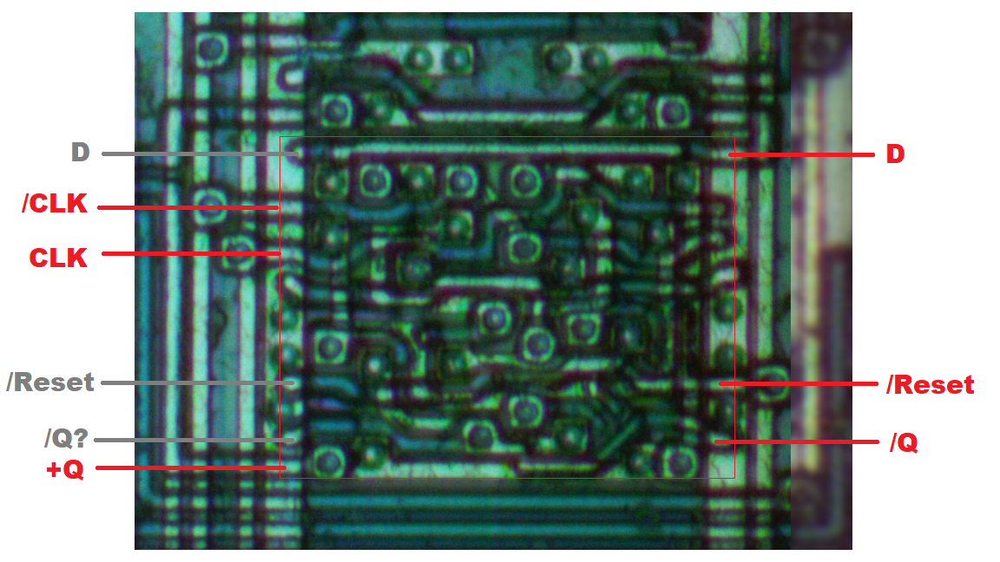 D
D
/CLK
CLK
/Reset
/Reset
/Q?
/Q
+Q